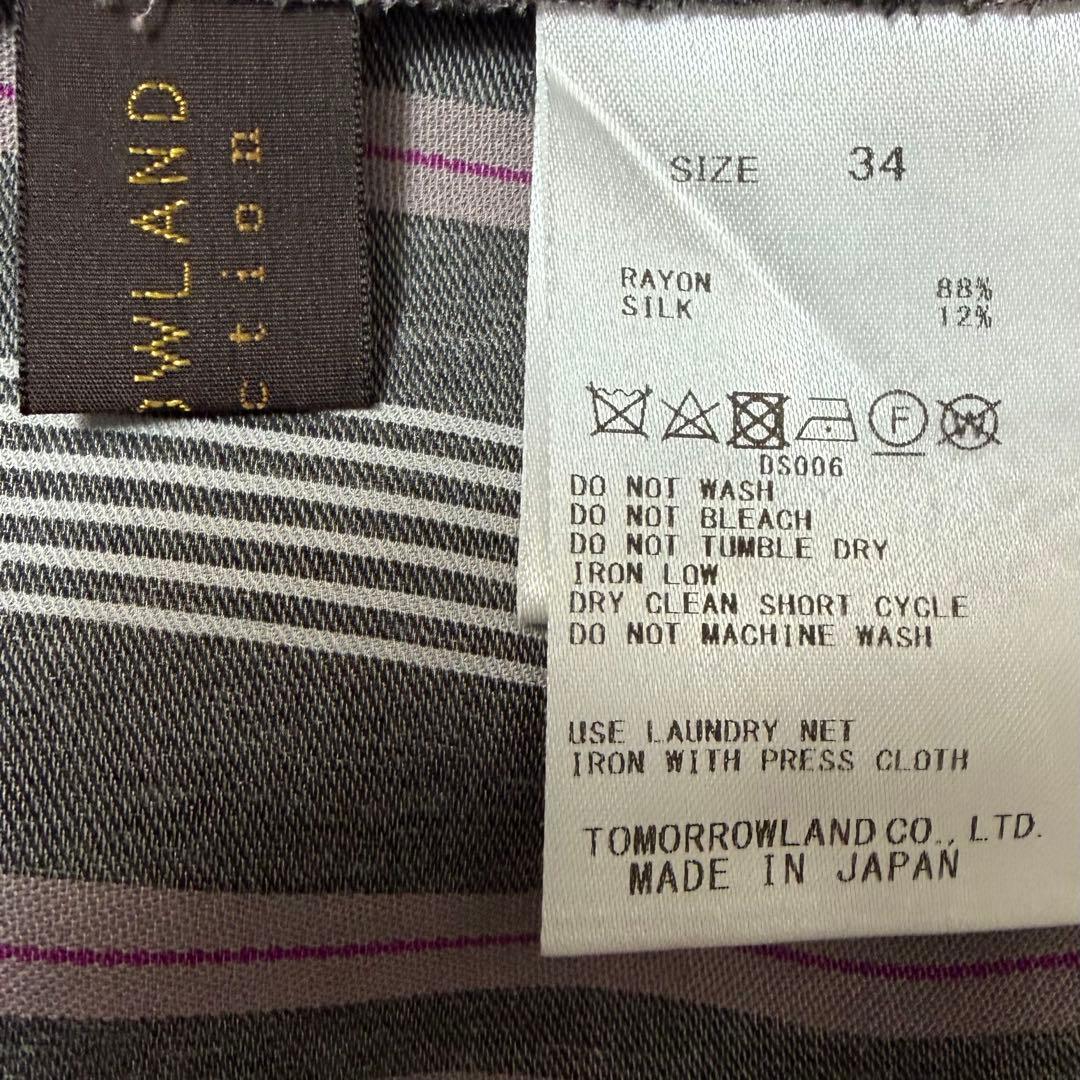 OWLAND
ction
SIZE 34
RAYON 88%
SILK 12%
F
W
DS006
DO NOT WASH
DO NOT BLEACH
DO NOT TUMBLE DRY
IRON LOW
DRY CLEAN SHORT CYCLE
DO NOT MACHINE WASH
USE LAUNDRY NET
IRON WITH PRESS CLOTH
TOMORROWLAND CO., LTD.
MADE IN JAPAN